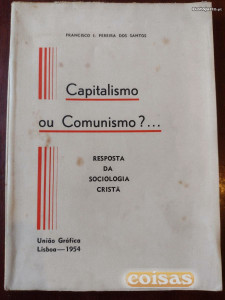 FRANCISCO I. PEREIRA DOS SANTOS
Capitalismo
ou Comunismo?...
RESPOSTA
DA
SOCIOLOGIA
CRISTÃ
União Gráfica
Lisboa—1954
coisas